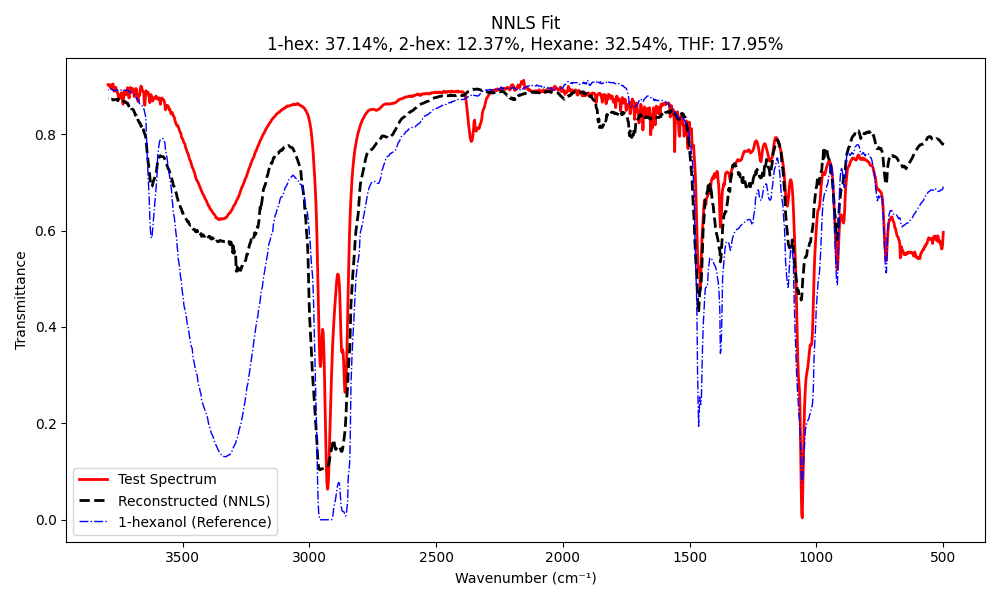 NNLS Fit
1-hex: 37.14%, 2-hex: 12.37%, Hexane: 32.54%, THF: 17.95%
Transmittance
0.8
0.6
0.4
0.2
0.0
Test Spectrum
Reconstructed (NNLS)
1-hexanol (Reference)
3500 3000 2500 2000 1500 1000 500
Wavenumber (cm⁻¹)